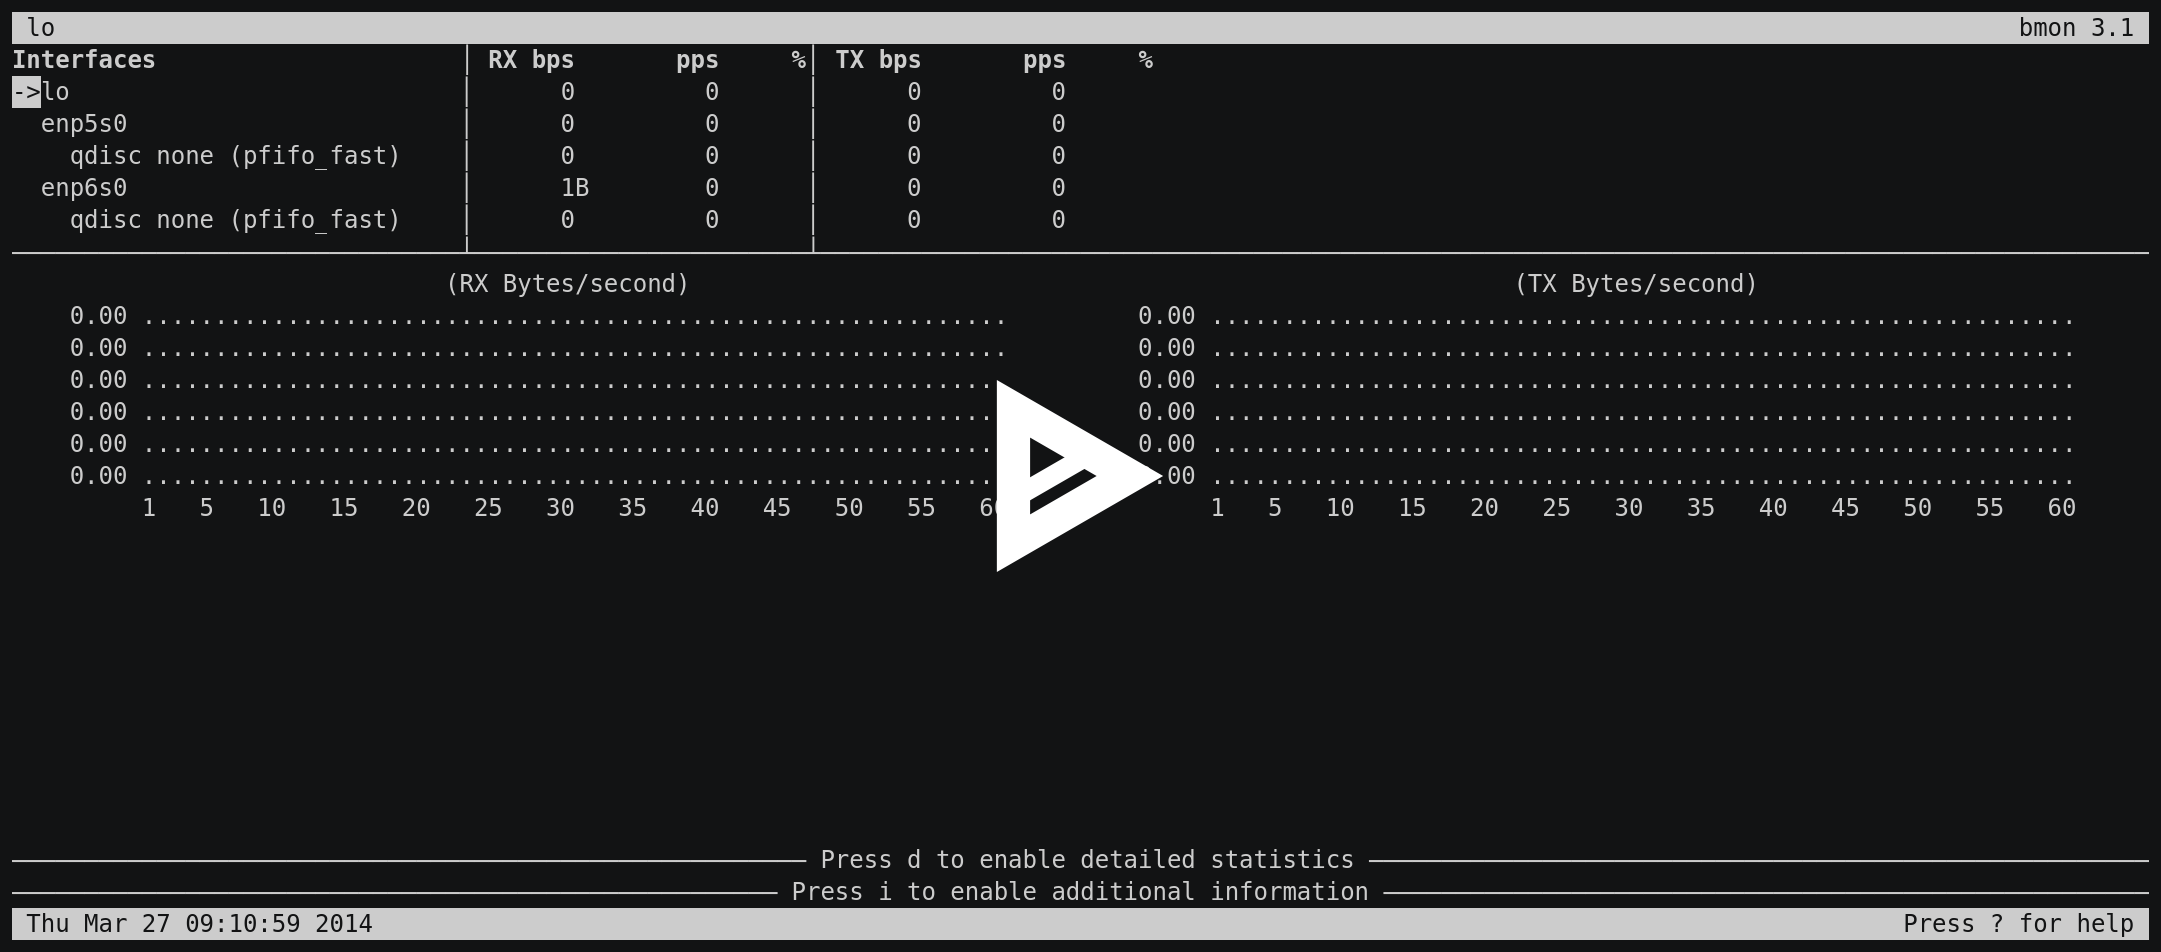 lo bmon 3.1
Interfaces │ RX bps pps %│ TX bps pps %
->lo │ 0 0 │ 0 0
enp5s0 │ 0 0 │ 0 0
qdisc none (pfifo_fast) │ 0 0 │ 0 0
enp6s0 │ 1B 0 │ 0 0
qdisc none (pfifo_fast) │ 0 0 │ 0 0
(RX Bytes/second) (TX Bytes/second)
0.00 ............................................................ 0.00 ............................................................
0.00 ............................................................ 0.00 ............................................................
0.00 ........................................................... 0.00 ............................................................
0.00 ........................................................... 0.00 ............................................................
0.00 ........................................................... 0.00 ............................................................
0.00 ........................................................... .00 ............................................................
1 5 10 15 20 25 30 35 40 45 50 55 60 1 5 10 15 20 25 30 35 40 45 50 55 60
Press d to enable detailed statistics
Press i to enable additional information
Thu Mar 27 09:10:59 2014 Press ? for help